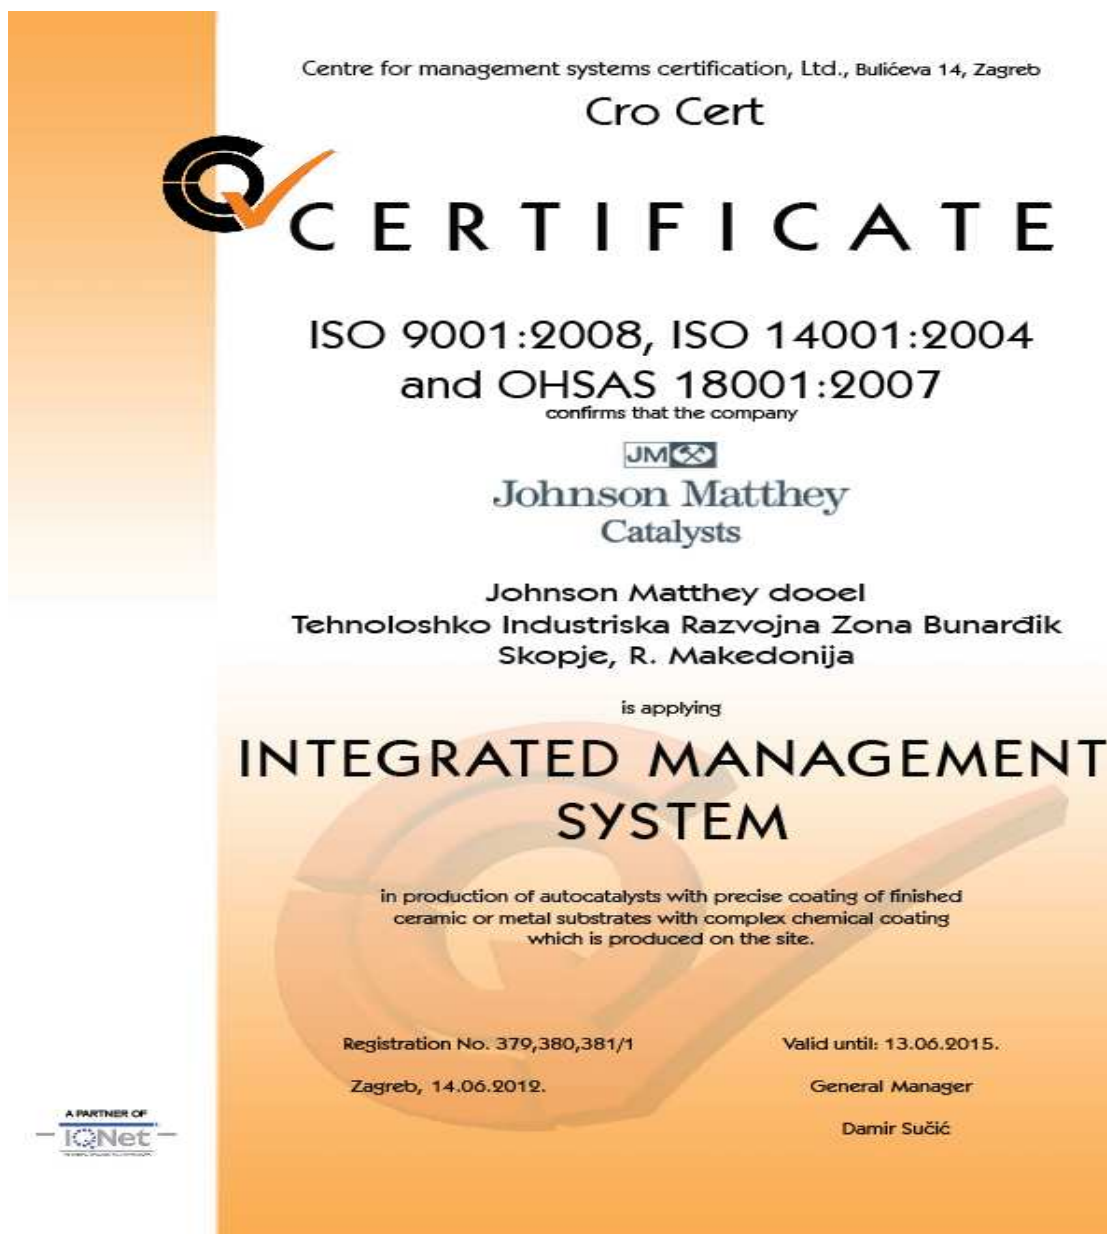 Centre for management systems certification, Ltd., Bulićeva 14, Zagreb
Cro Cert
CERTIFICATE
ISO 9001:2008, ISO 14001:2004
and OHSAS 18001:2007
confirms that the company
JM
Johnson Matthey
Catalysts
Johnson Matthey dooel
Tehnoloshko Industriska Razvojna Zona Bunarđik
Skopje, R. Makedonija
is applying
INTEGRATED MANAGEMENT
SYSTEM
in production of autocatalysts with precise coating of finished
ceramic or metal substrates with complex chemical coating
which is produced on the site.
Registration No. 379,380,381/1
Valid until: 13.06.2015.
Zagreb, 14.06.2012.
General Manager
Damir Sučić
A PARTNER OF
IQNet